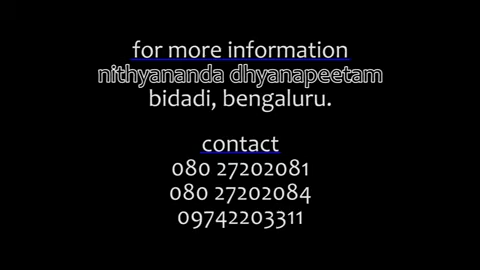 for more information
nithyananda dhyanapeetam
bidadi, bengaluru.
contact
080 27202081
080 27202084
09742203311